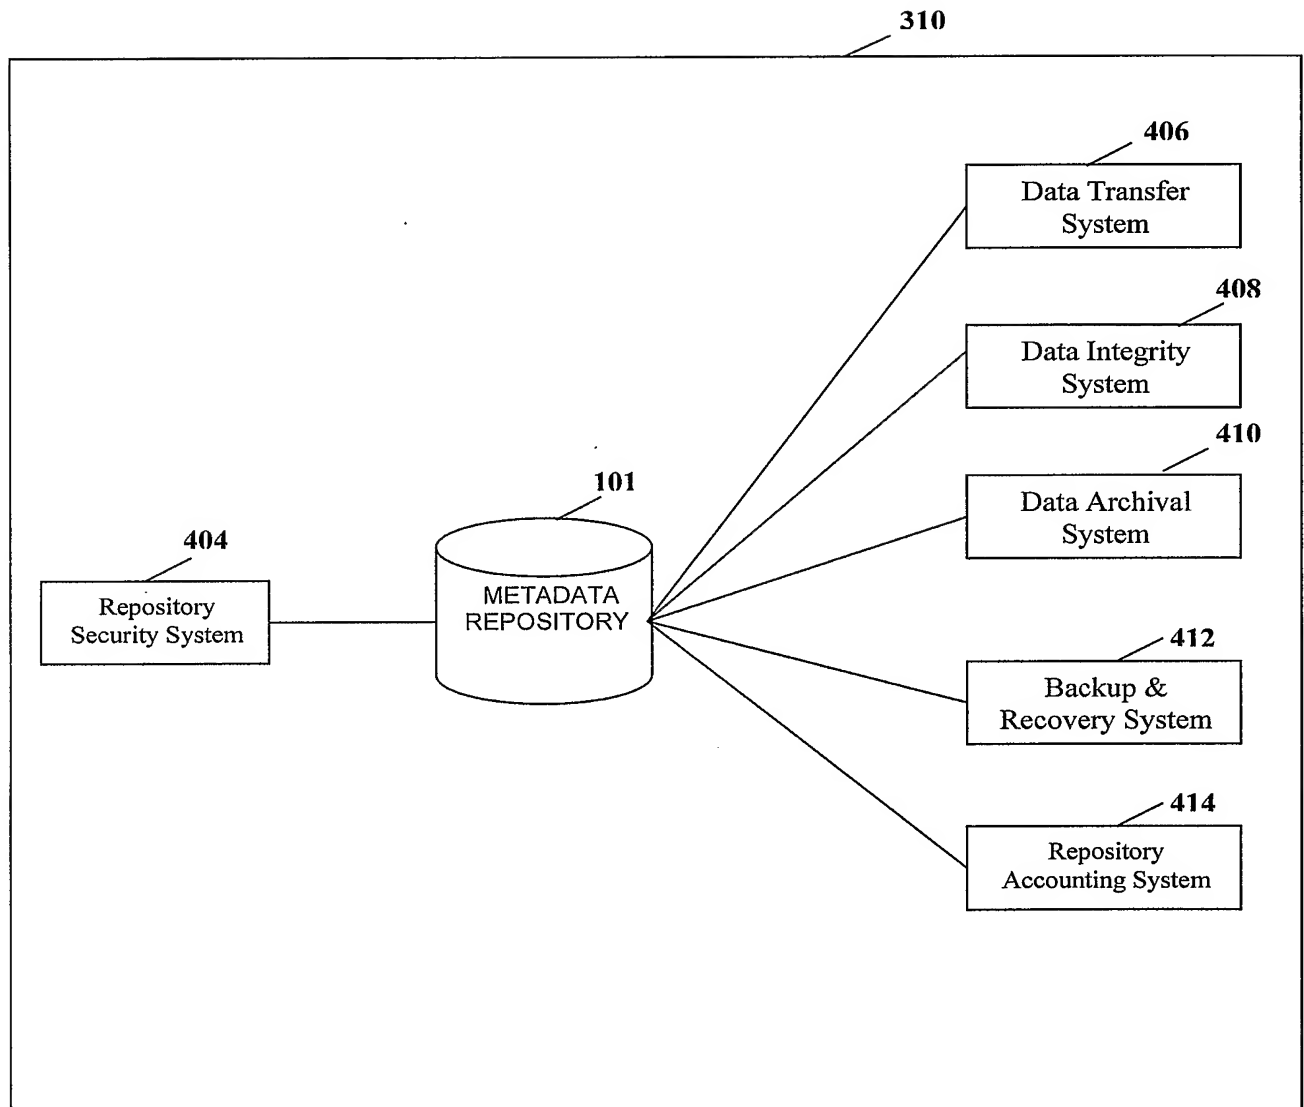 310
406
Data Transfer
System
408
Data Integrity
System
410
Data Archival
System
101
METADATA
REPOSITORY
404
Repository
Security System
412
Backup &
Recovery System
414
Repository
Accounting System